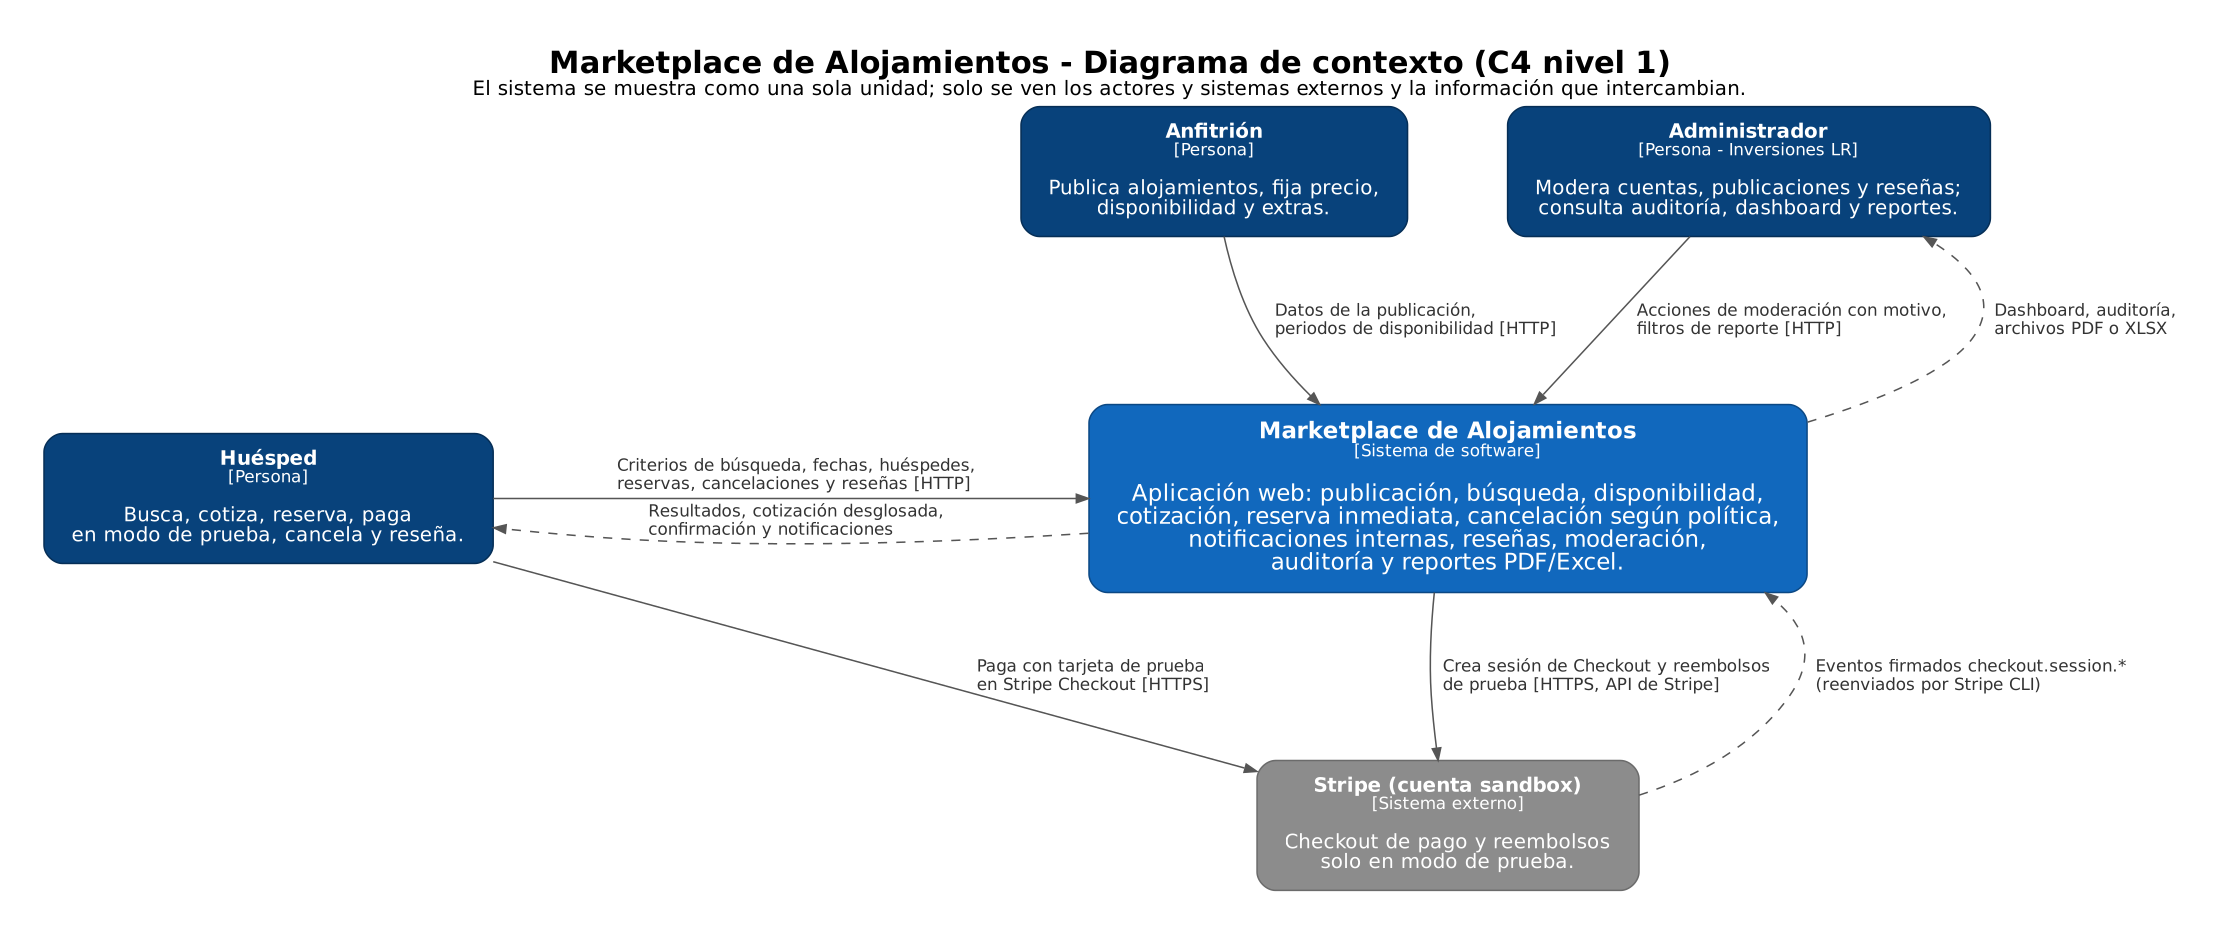 Marketplace de Alojamientos - Diagrama de contexto (C4 nivel 1)
El sistema se muestra como una sola unidad; solo se ven los actores y sistemas externos y la información que intercambian.
Anfitrión
[Persona]
Publica alojamientos, fija precio,
disponibilidad y extras.
Administrador
[Persona - Inversiones LR]
Modera cuentas, publicaciones y reseñas;
consulta auditoría, dashboard y reportes.
Datos de la publicación,
periodos de disponibilidad [HTTP]
Acciones de moderación con motivo,
filtros de reporte [HTTP]
Dashboard, auditoría,
archivos PDF o XLSX
Huésped
[Persona]
Busca, cotiza, reserva, paga
en modo de prueba, cancela y reseña.
Criterios de búsqueda, fechas, huéspedes,
reservas, cancelaciones y reseñas [HTTP]
Resultados, cotización desglosada,
confirmación y notificaciones
Marketplace de Alojamientos
[Sistema de software]
Aplicación web: publicación, búsqueda, disponibilidad,
cotización, reserva inmediata, cancelación según política,
notificaciones internas, reseñas, moderación,
auditoría y reportes PDF/Excel.
Paga con tarjeta de prueba
en Stripe Checkout [HTTPS]
Crea sesión de Checkout y reembolsos
de prueba [HTTPS, API de Stripe]
Eventos firmados checkout.session.*
(reenviados por Stripe CLI)
Stripe (cuenta sandbox)
[Sistema externo]
Checkout de pago y reembolsos
solo en modo de prueba.